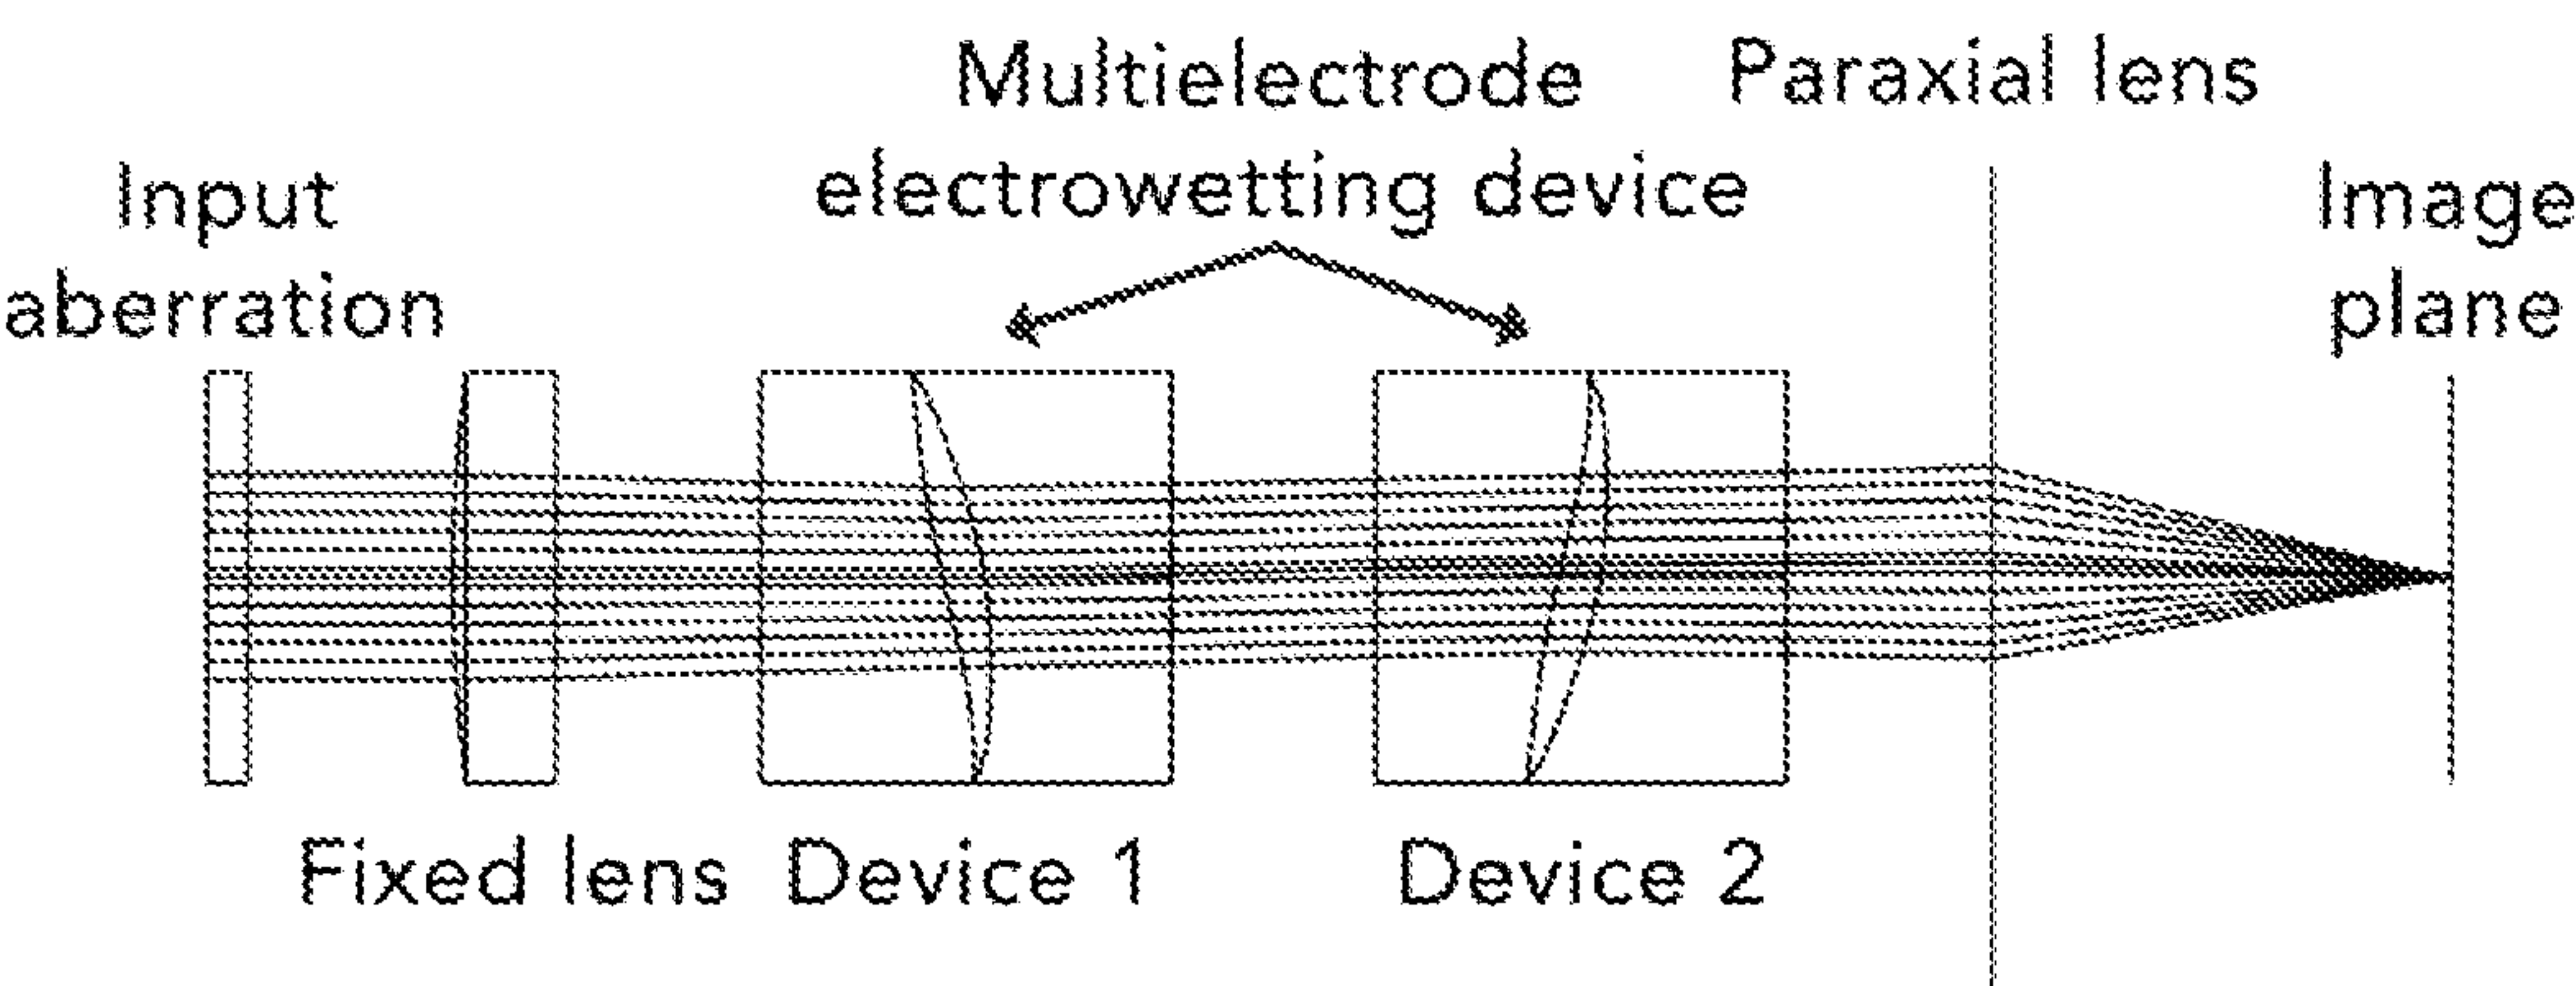 Multielectrode
electrowetting device
Paraxial lens
Input
aberration
Image
plane
Fixed lens
Device 1
Device 2